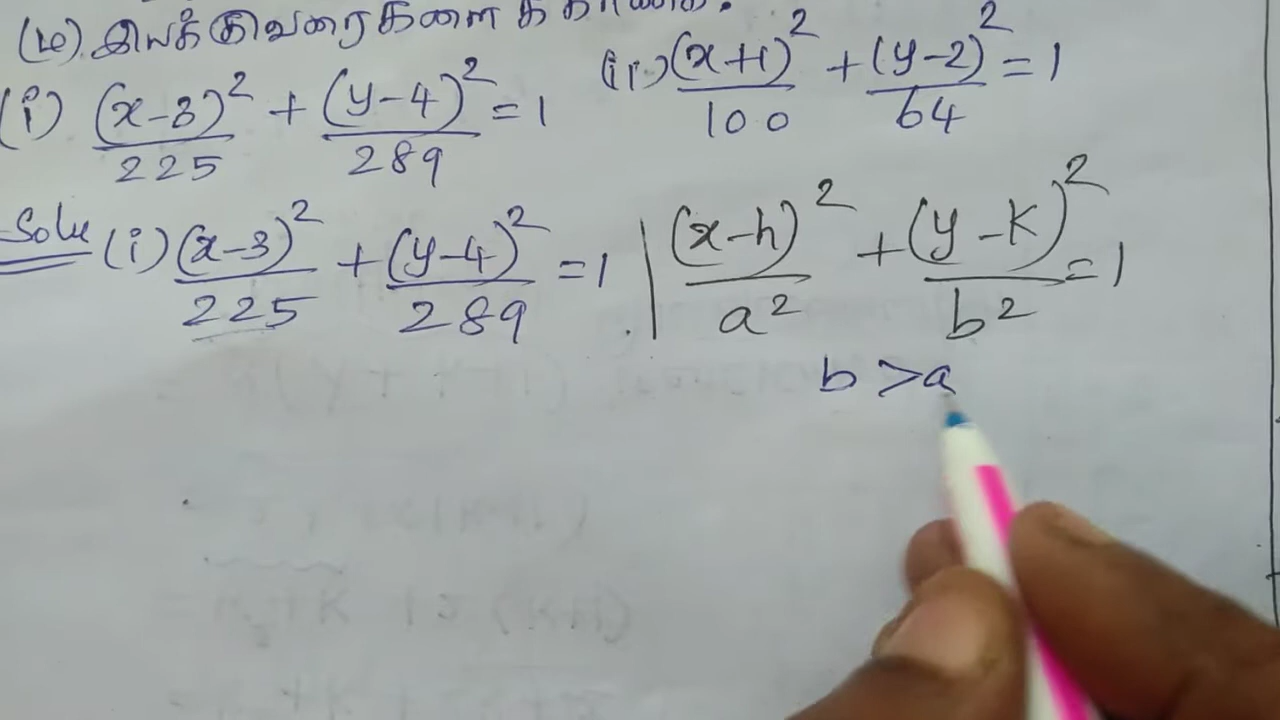 (ம) இயக்குவரைகளைக் காண்க.
(i) (x-3)²/225 + (y-4)²/289 = 1 (ii) (x+1)²/100 + (y-2)²/64 = 1
Solu (i) (x-3)²/225 + (y-4)²/289 = 1 | (x-h)²/a² + (y-k)²/b² = 1
b > a